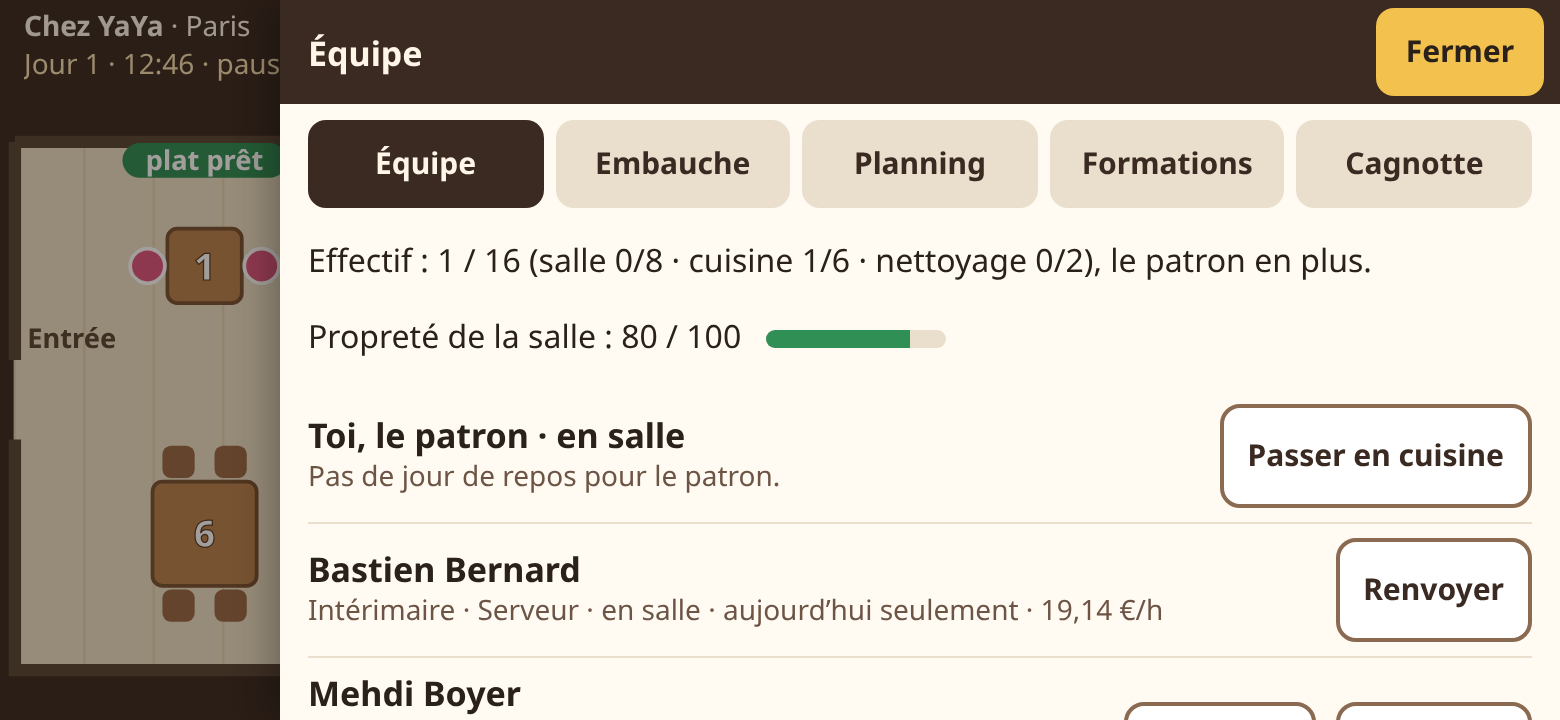 Chez YaYa · Paris
Jour 1 · 12:46 · paus
plat prêt
1
Entrée
6
Équipe
Fermer
Équipe
Embauche
Planning
Formations
Cagnotte
Effectif : 1 / 16 (salle 0/8 · cuisine 1/6 · nettoyage 0/2), le patron en plus.
Propreté de la salle : 80 / 100
Toi, le patron · en salle
Pas de jour de repos pour le patron.
Passer en cuisine
Bastien Bernard
Intérimaire · Serveur · en salle · aujourd’hui seulement · 19,14 €/h
Renvoyer
Mehdi Boyer